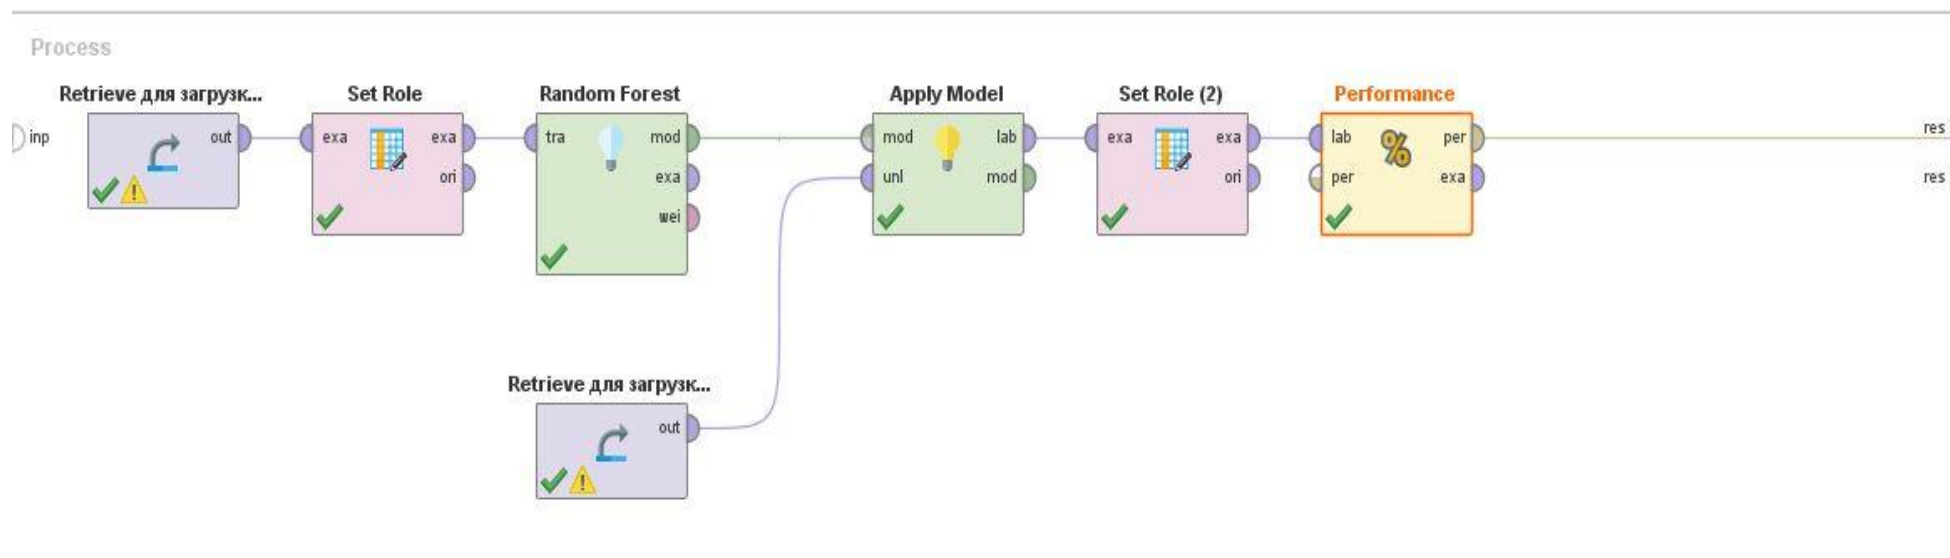 Process
Retrieve для загрузк... Set Role Random Forest Apply Model Set Role (2) Performance
inp out exa exa tra mod mod lab exa exa lab per res
ori exa unl mod ori per exa res
wei
Retrieve для загрузк...
out